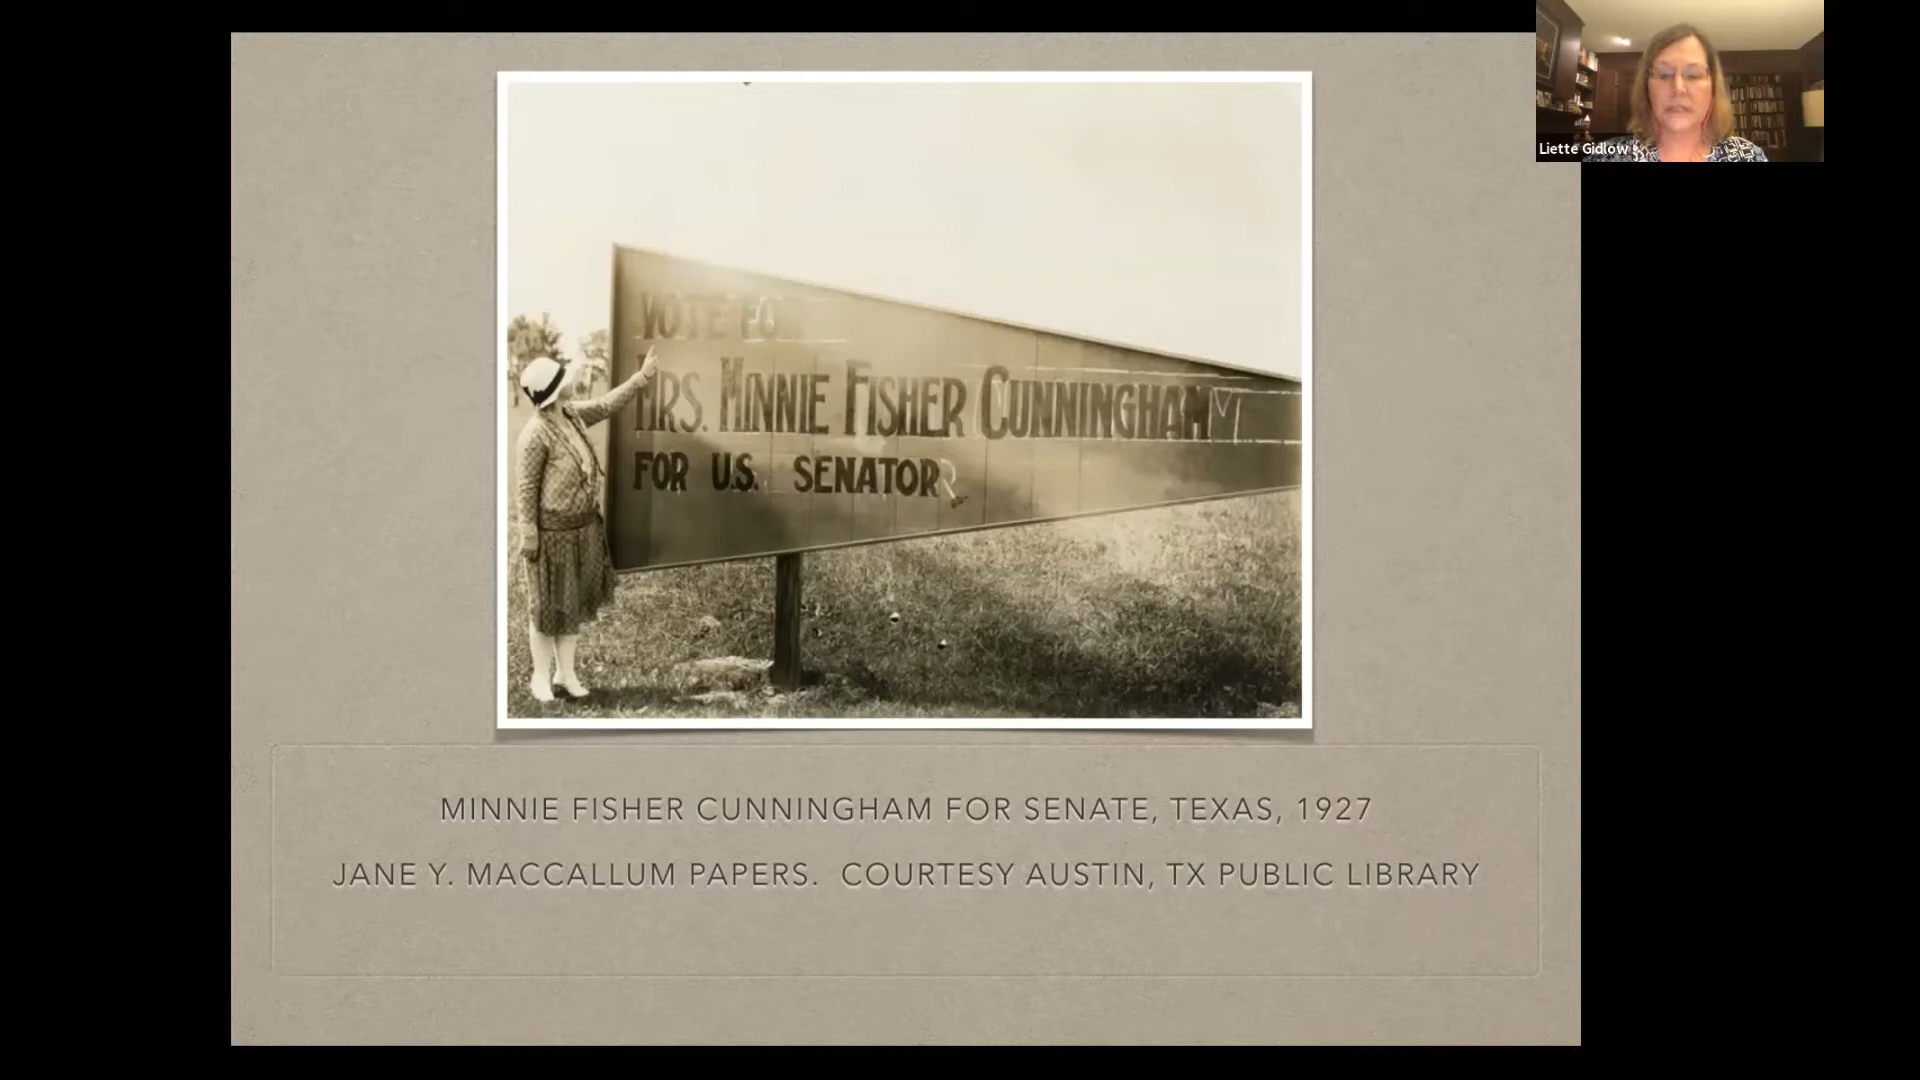 Liette Gidlow
VOTE FOR
MRS. MINNIE FISHER CUNNINGHAM
FOR U.S. SENATOR
MINNIE FISHER CUNNINGHAM FOR SENATE, TEXAS, 1927
JANE Y. MACCALLUM PAPERS. COURTESY AUSTIN, TX PUBLIC LIBRARY